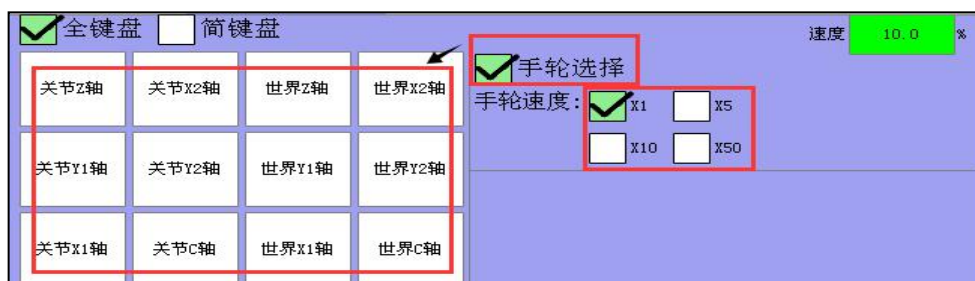 全键盘 简键盘 速度 10.0 %
手轮选择
关节Z轴 关节X2轴 世界Z轴 世界X2轴
手轮速度: X1 X5
X10 X50
关节Y1轴 关节Y2轴 世界Y1轴 世界Y2轴
关节X1轴 关节C轴 世界X1轴 世界C轴